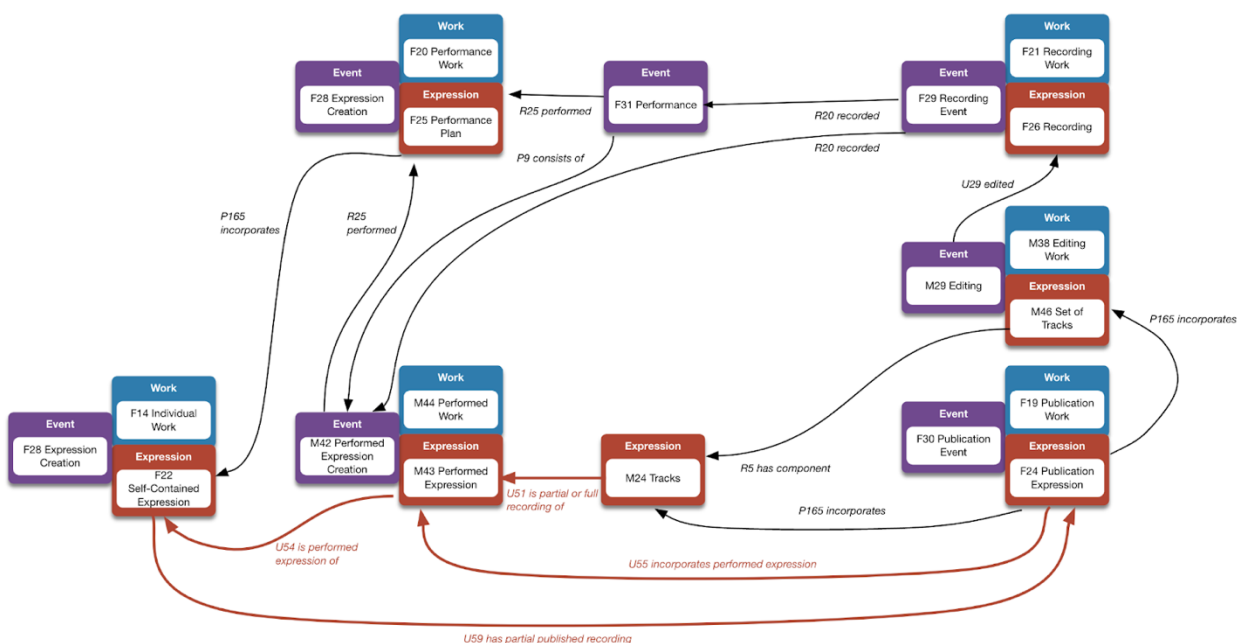 Work
F20 Performance
Work
Event
F28 Expression
Creation
Expression
F25 Performance
Plan
R25 performed
Event
F31 Performance
R20 recorded
R20 recorded
Work
F21 Recording
Work
Event
F29 Recording
Event
Expression
F26 Recording
P9 consists of
U29 edited
P165
incorporates
R25
performed
Work
M38 Editing
Work
Event
M29 Editing
Expression
M46 Set of
Tracks
P165 incorporates
Work
F14 Individual
Work
Event
F28 Expression
Creation
Expression
F22
Self-Contained
Expression
Work
M44 Performed
Work
Event
M42 Performed
Expression
Creation
Expression
M43 Performed
Expression
U51 is partial or full
recording of
Expression
M24 Tracks
R5 has component
Work
F19 Publication
Work
Event
F30 Publication
Event
Expression
F24 Publication
Expression
P165 incorporates
U54 is performed
expression of
U55 incorporates performed expression
U59 has partial published recording